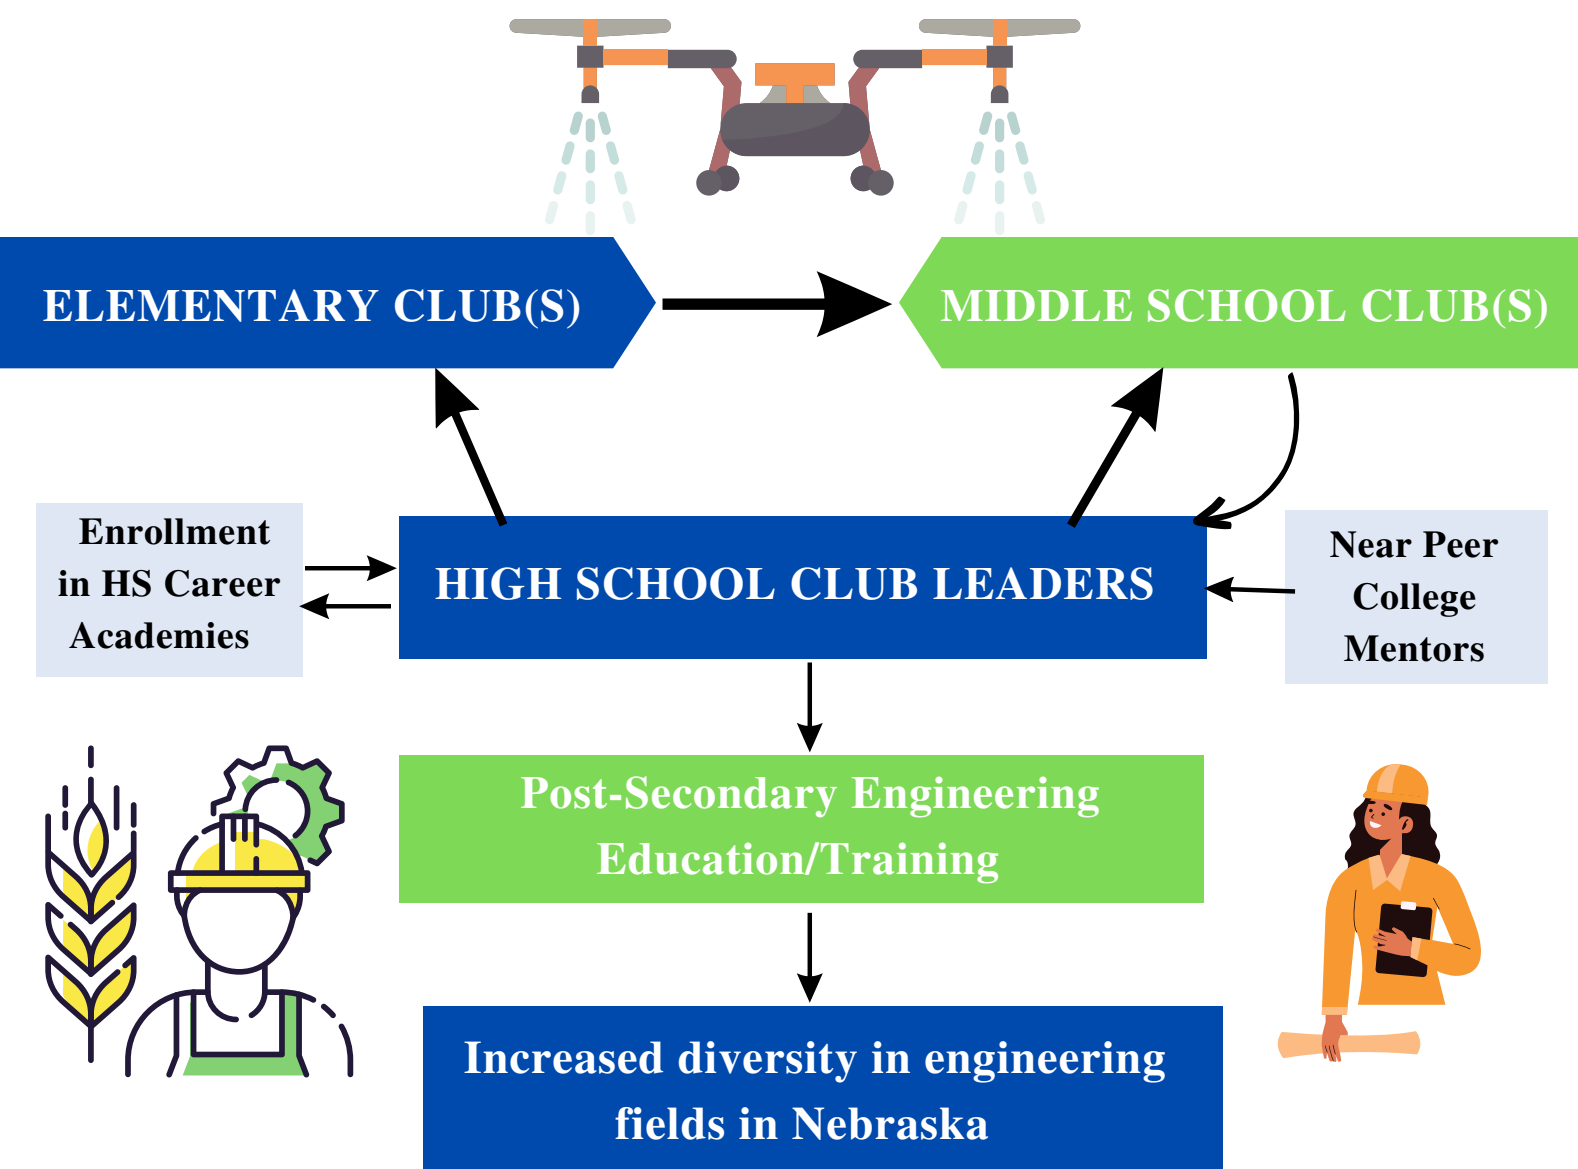 ELEMENTARY CLUB(S)
MIDDLE SCHOOL CLUB(S)
Enrollment
in HS Career
Academies
HIGH SCHOOL CLUB LEADERS
Near Peer
College
Mentors
Post-Secondary Engineering
Education/Training
Increased diversity in engineering
fields in Nebraska